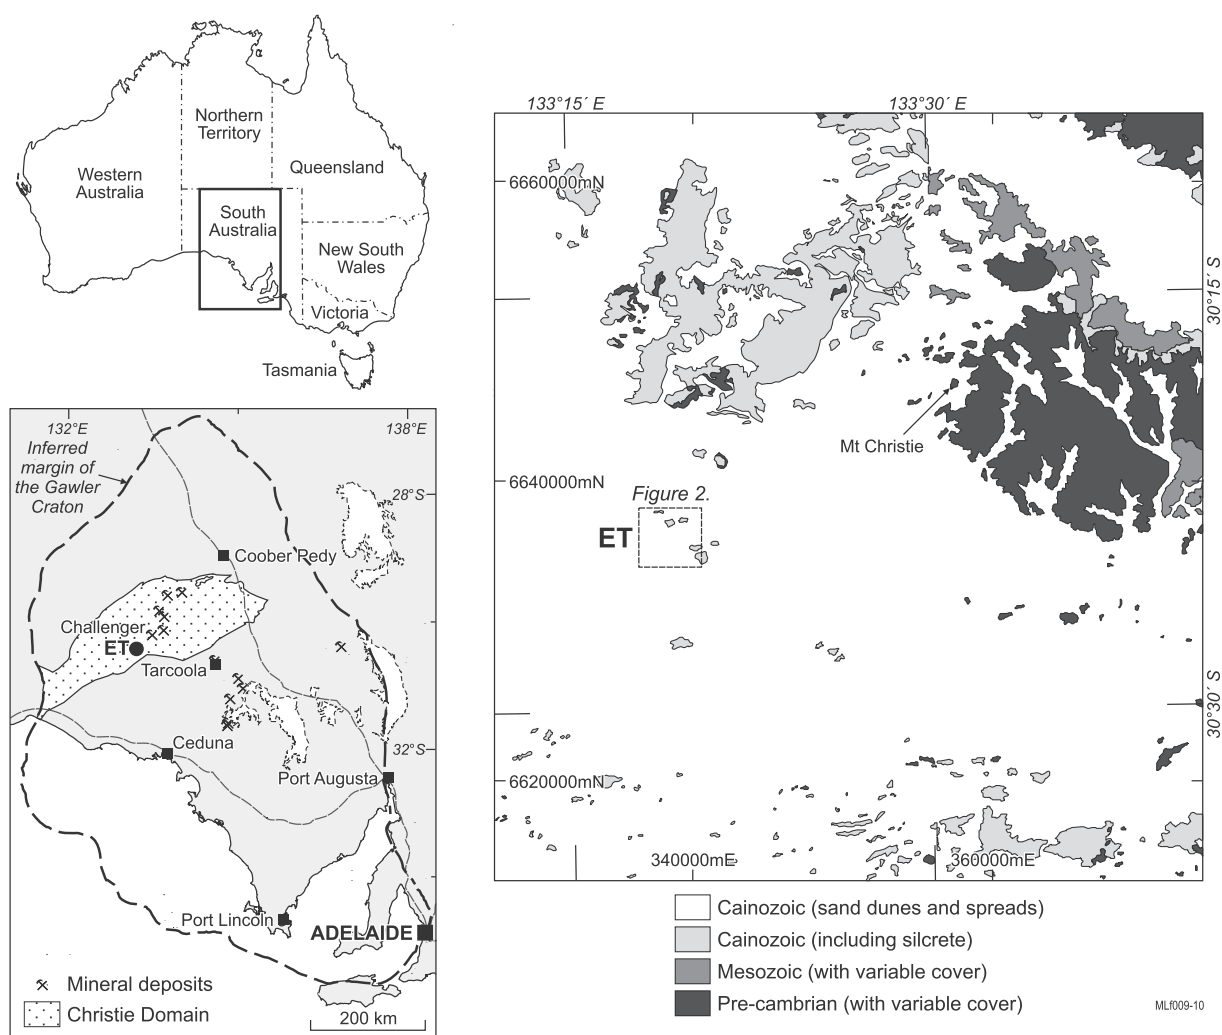 Northern
Territory
Western
Australia
Queensland
South
Australia
New South
Wales
Victoria
Tasmania
132°E
138°E
Inferred
margin of
the Gawler
Craton
28°S
Coober Pedy
Challenger
ET
Tarcoola
Ceduna
32°S
Port Augusta
Port Lincoln
ADELAIDE
Mineral deposits
Christie Domain
200 km
133°15´ E
133°30´ E
6660000mN
30°15´ S
Mt Christie
6640000mN
Figure 2.
ET
30°30´ S
6620000mN
340000mE
360000mE
Cainozoic (sand dunes and spreads)
Cainozoic (including silcrete)
Mesozoic (with variable cover)
Pre-cambrian (with variable cover)
MLf009-10